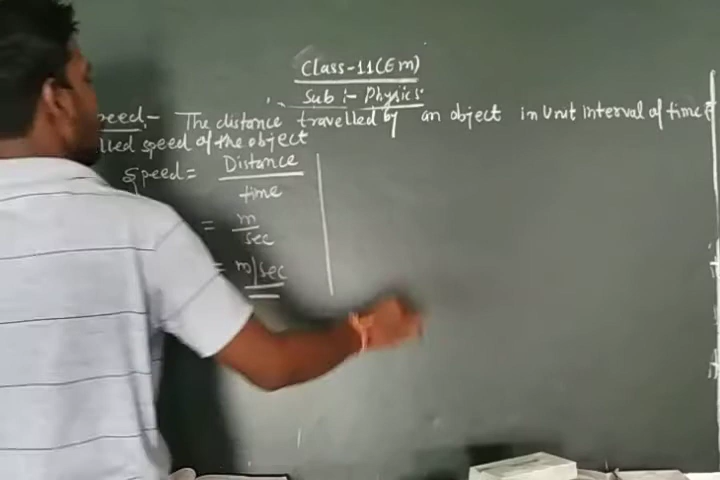 Class-11(Em)
Sub :- Physics
peed :- The distance travelled by an object in Unit interval of time
lled speed of the object
Speed = Distance
time
= m
sec
= m/sec